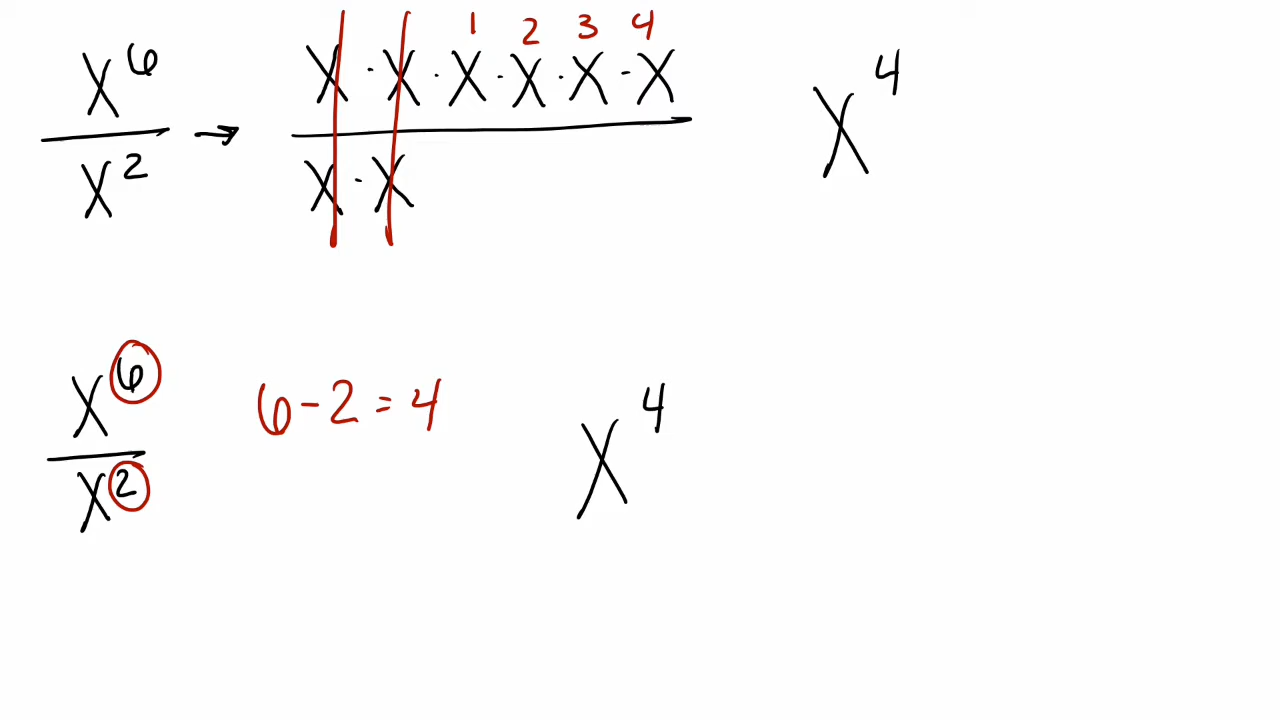 1 2 3 4
X^6 / X^2 → X · X · X · X · X · X / X · X X^4
X^6 / X^2 6 - 2 = 4 X^4